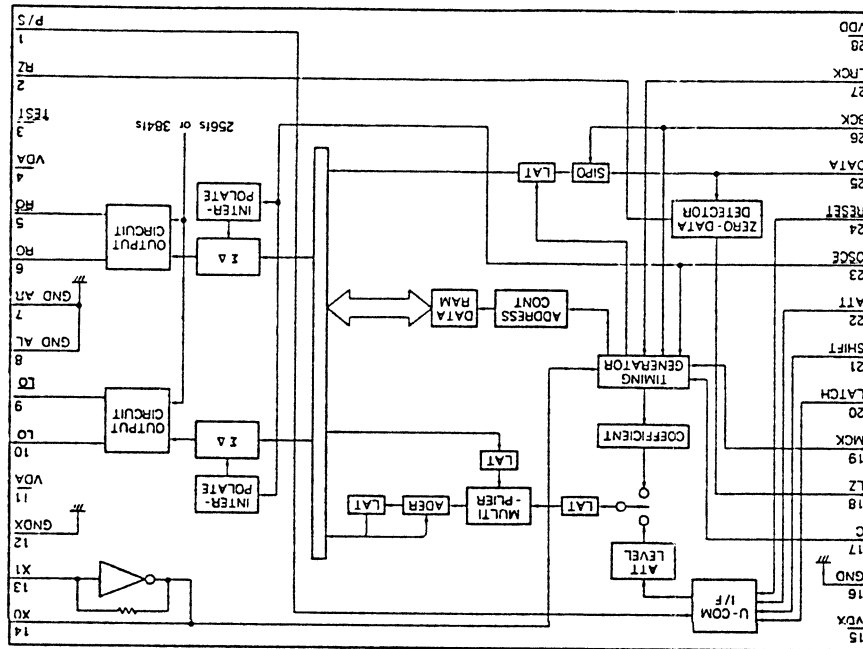 15
VDX
16
GND
17
C
18
LZ
19
MCK
20
LATCH
21
SHIFT
22
ATT
23
OSCE
24
RESET
25
DATA
26
BCK
27
LRCK
28
VDD
U-COM
I/F
ATT
LEVEL
COEFFICIENT
TIMING
GENERATOR
ZERO-DATA
DETECTOR
SIPO
LAT
LAT
MULTI
-PLIER
LAT
ADER
LAT
ADDRESS
CONT
DATA
RAM
INTER-
POLATE
Σ Δ
OUTPUT
CIRCUIT
Σ Δ
INTER-
POLATE
OUTPUT
CIRCUIT
256fs or 384fs
14
XO
13
X1
12
GNDX
11
VDA
10
LO
9
LO
8
GND AL
7
GND AR
6
RO
5
RO
4
VDA
3
TEST
2
RZ
1
P/S